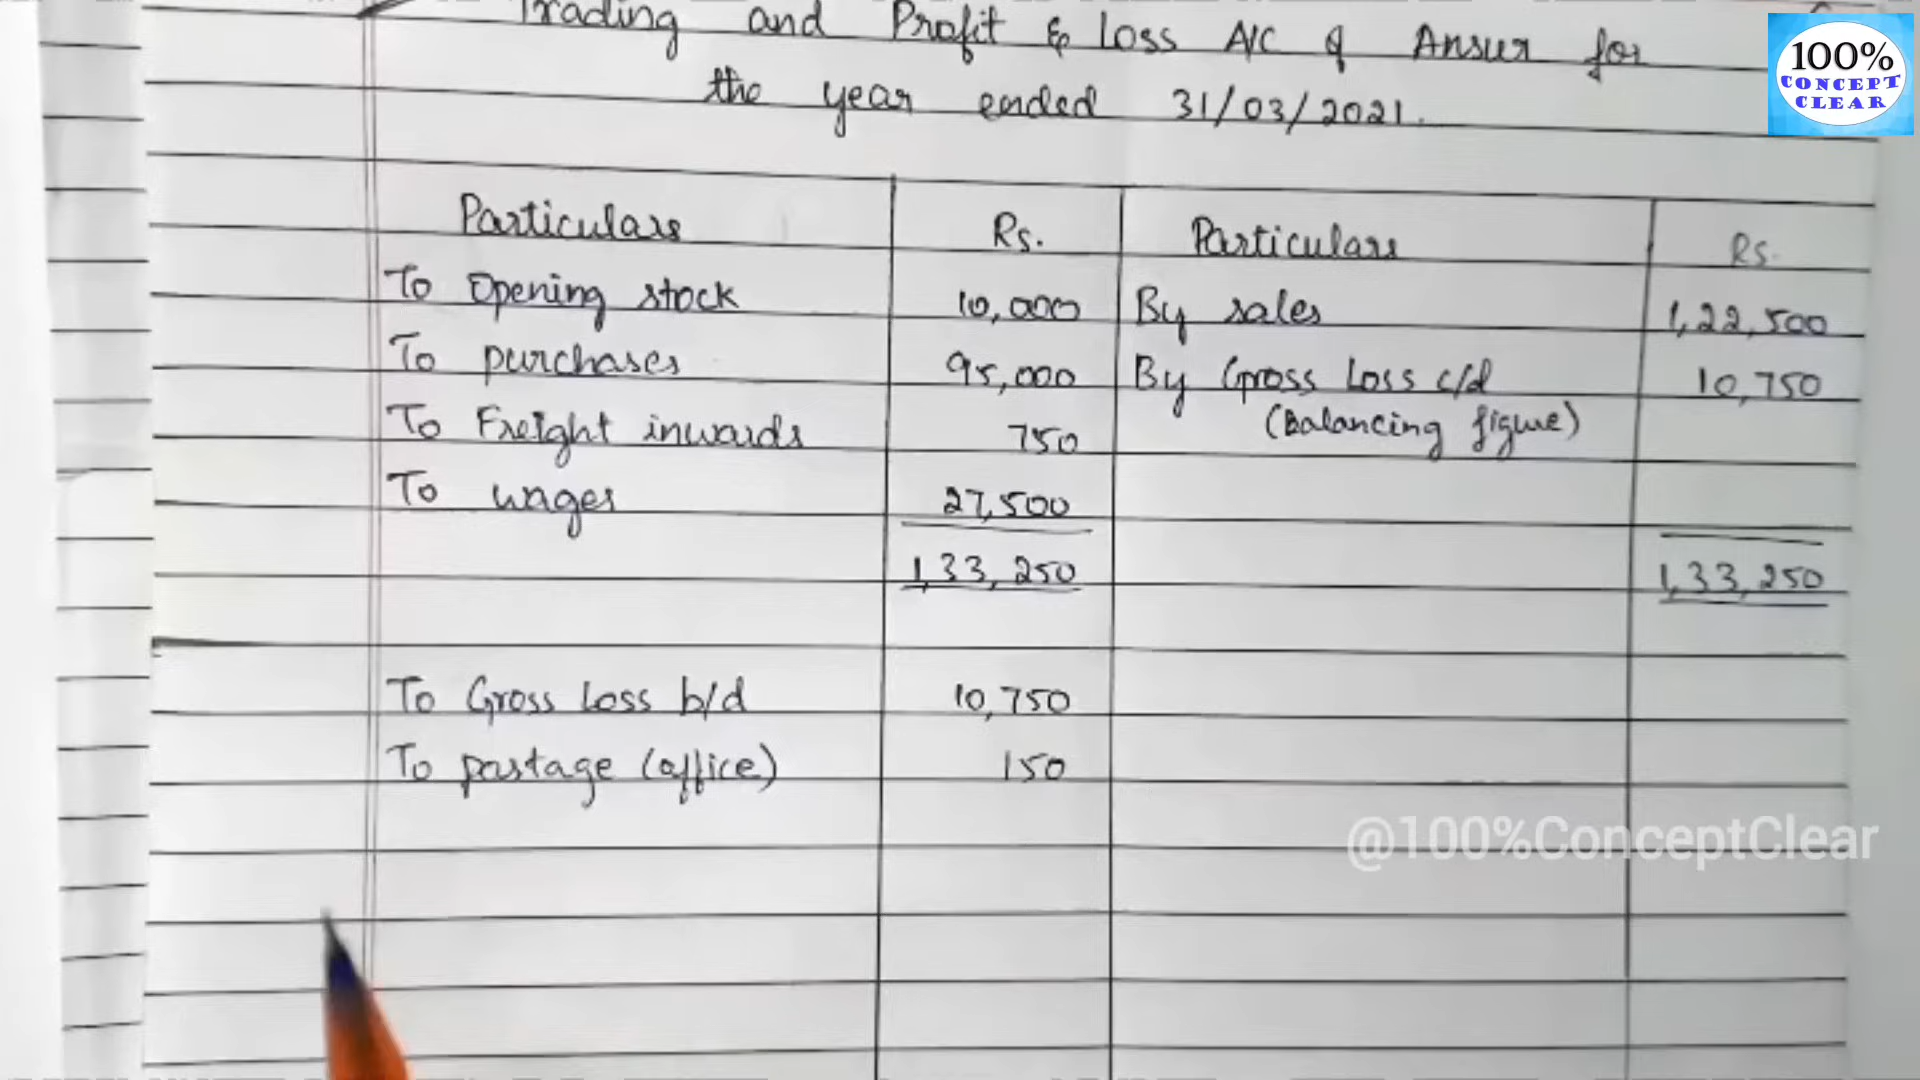 Trading and Profit & Loss A/C of Ansur for
the year ended 31/03/2021.
100%
CONCEPT
CLEAR
Particulars Rs. Particulars Rs.
To Opening stock 10,000 By sales 1,22,500
To purchases 95,000 By Gross Loss c/d 10,750
To Freight inwards 750 (Balancing figure)
To wages 27,500
1,33,250 1,33,250
To Gross Loss b/d 10,750
To postage (office) 150
@100%ConceptClear